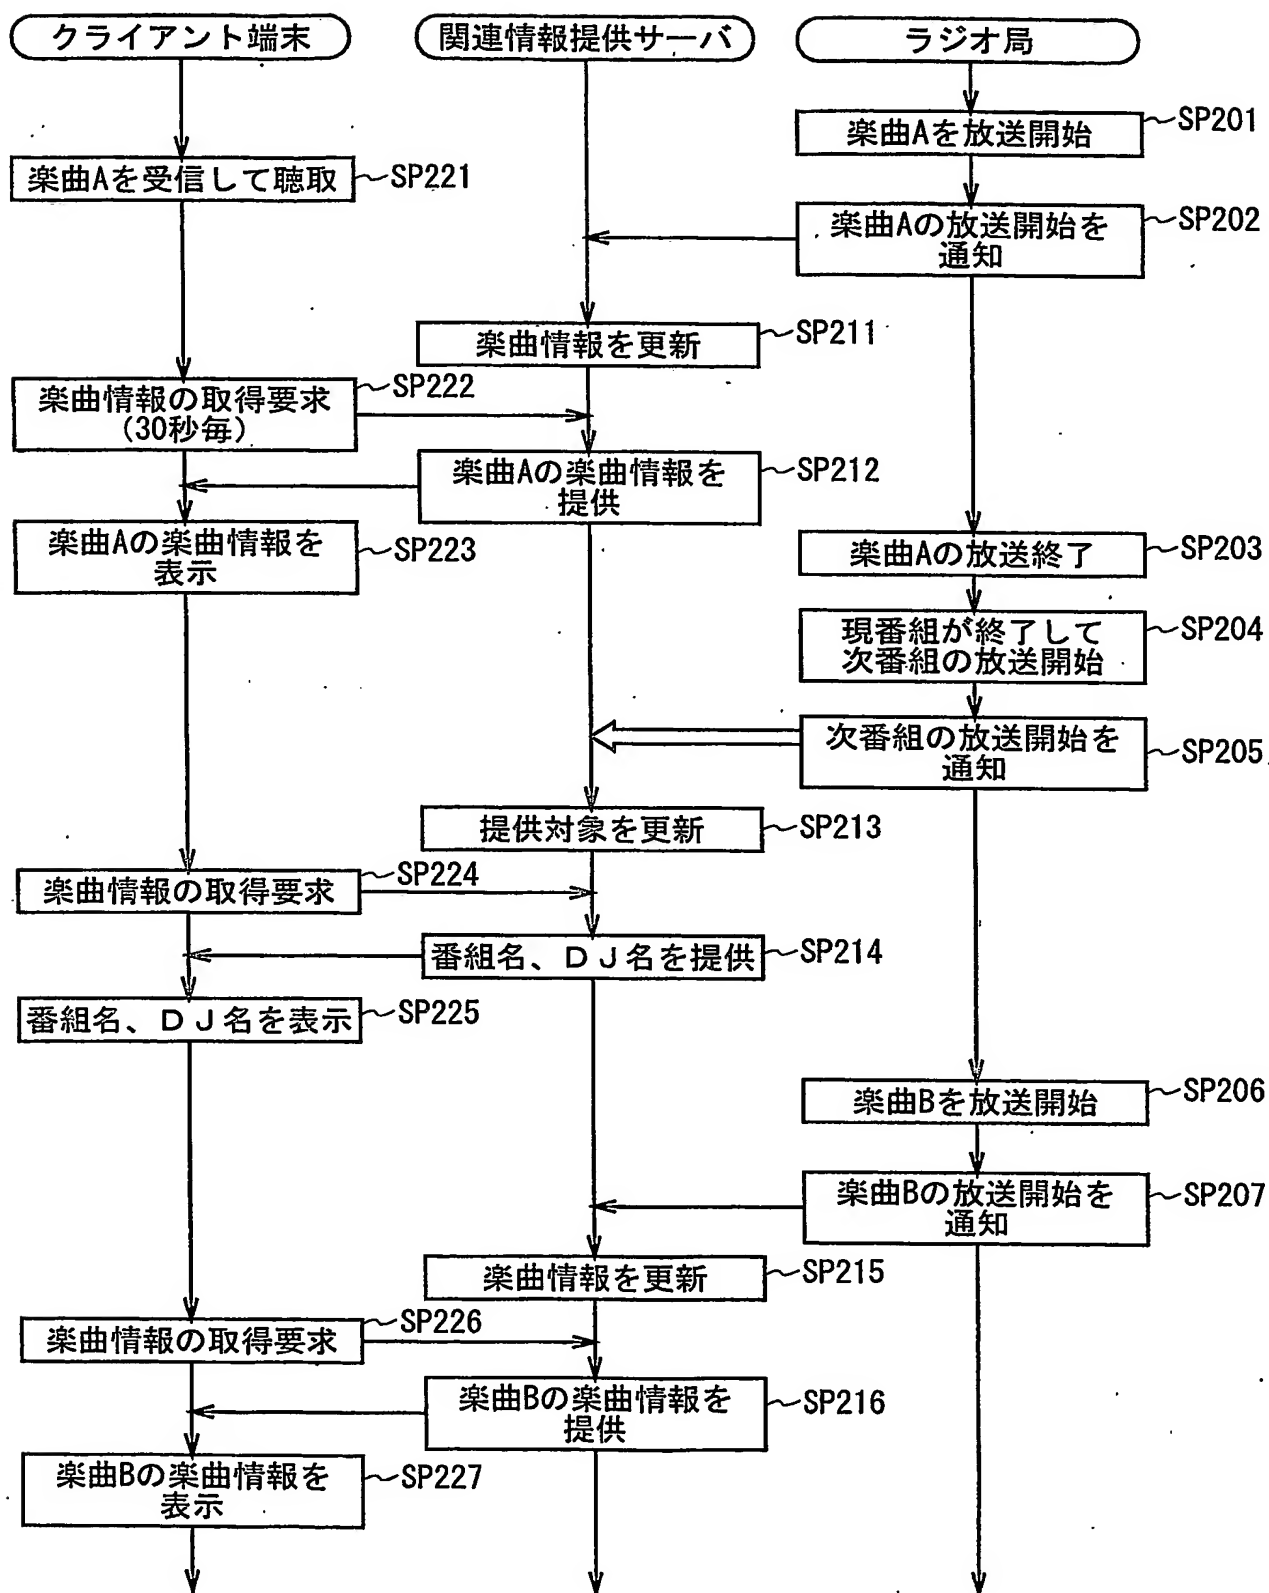 クライアント端末
関連情報提供サーバ
ラジオ局
楽曲Aを放送開始
SP201
楽曲Aを受信して聴取
SP221
楽曲Aの放送開始を
通知
SP202
楽曲情報を更新
SP211
楽曲情報の取得要求
(30秒毎)
SP222
楽曲Aの楽曲情報を
提供
SP212
楽曲Aの楽曲情報を
表示
SP223
楽曲Aの放送終了
SP203
現番組が終了して
次番組の放送開始
SP204
次番組の放送開始を
通知
SP205
提供対象を更新
SP213
楽曲情報の取得要求
SP224
番組名、DJ名を提供
SP214
番組名、DJ名を表示
SP225
楽曲Bを放送開始
SP206
楽曲Bの放送開始を
通知
SP207
楽曲情報を更新
SP215
楽曲情報の取得要求
SP226
楽曲Bの楽曲情報を
提供
SP216
楽曲Bの楽曲情報を
表示
SP227